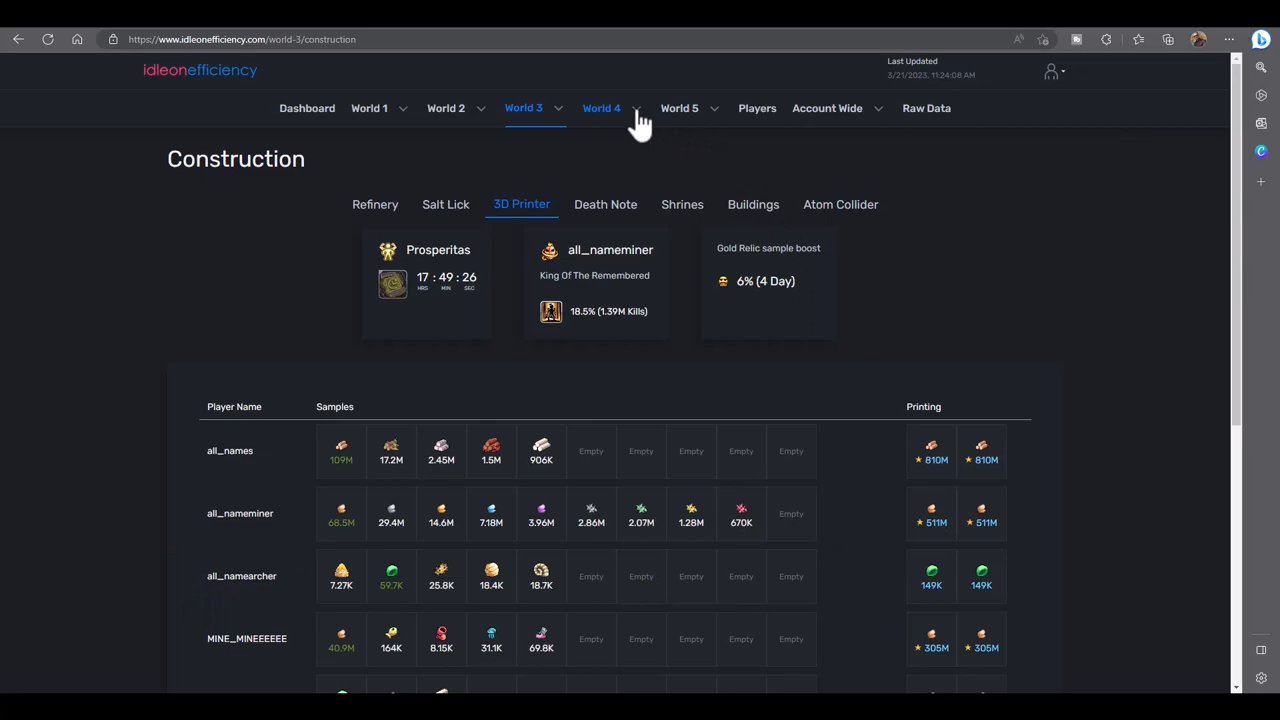 https://www.idleonefficiency.com/world-3/construction
idleonefficiency
Last Updated
3/21/2023, 11:24:08 AM
Dashboard World 1 World 2 World 3 World 4 World 5 Players Account Wide Raw Data
Construction
Refinery Salt Lick 3D Printer Death Note Shrines Buildings Atom Collider
Prosperitas
17 : 49 : 26
HRS MIN SEC
all_nameminer
King Of The Remembered
18.5% (1.39M Kills)
Gold Relic sample boost
6% (4 Day)
Player Name Samples Printing
all_names 109M 17.2M 2.45M 1.5M 906K Empty Empty Empty Empty Empty 810M 810M
all_nameminer 68.5M 29.4M 14.6M 7.18M 3.96M 2.86M 2.07M 1.28M 670K Empty 511M 511M
all_namearcher 7.27K 59.7K 25.8K 18.4K 18.7K Empty Empty Empty Empty Empty 149K 149K
MINE_MINEEEEEE 40.9M 164K 8.15K 31.1K 69.8K Empty Empty Empty Empty Empty 305M 305M